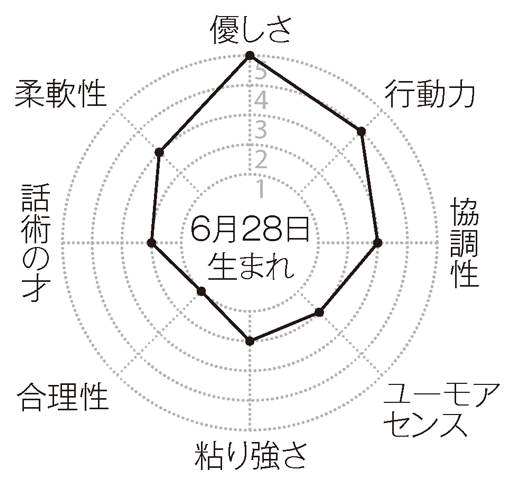 優しさ
行動力
協調性
ユーモア
センス
粘り強さ
合理性
話術の才
柔軟性
5
4
3
2
1
6月28日
生まれ